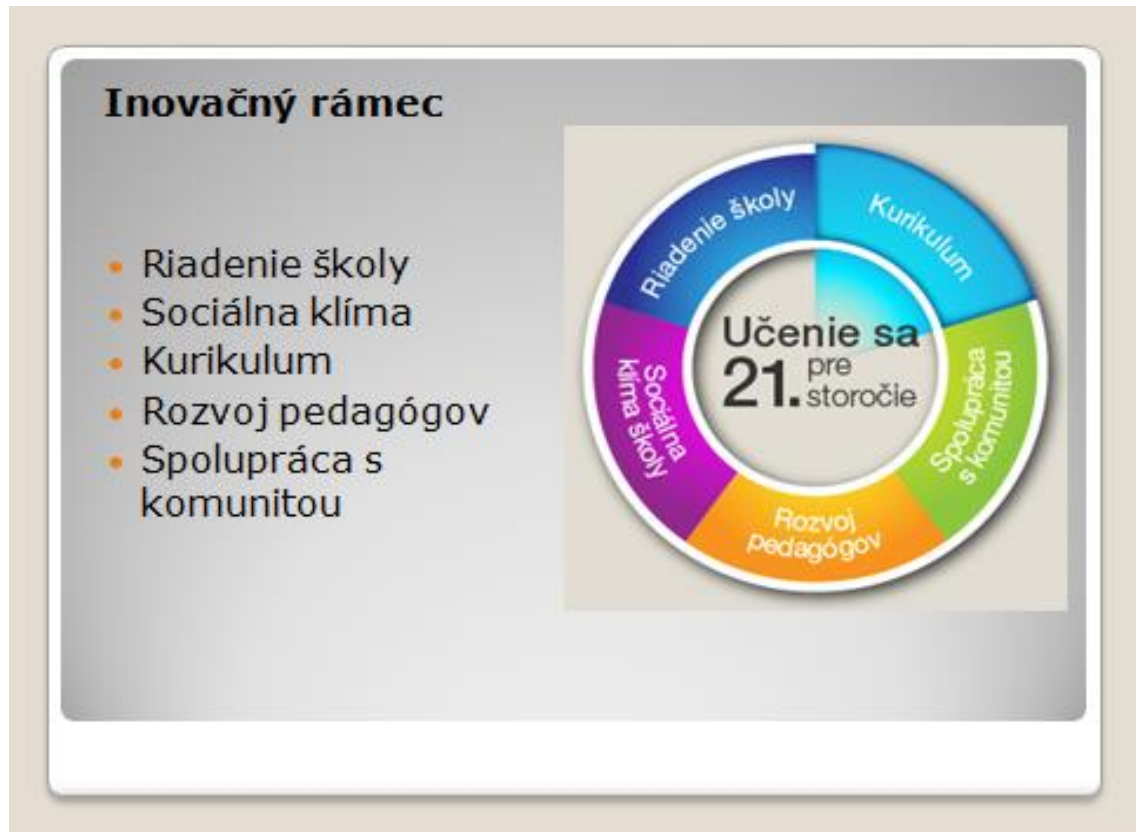 Inovačný rámec
Riadenie školy
Sociálna klíma
Kurikulum
Rozvoj pedagógov
Spolupráca s
komunitou
Riadenie školy
Kurikulum
Sociálna
klíma školy
Učenie sa
21. pre
storočie
Spolupráca
s komunitou
Rozvoj
pedagógov